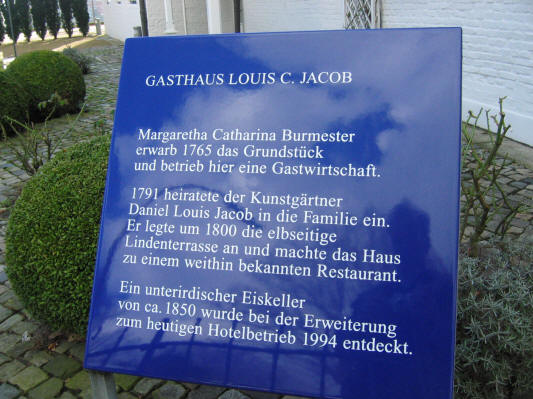 GASTHAUS LOUIS C. JACOB
Margaretha Catharina Burmester
erwarb 1765 das Grundstück
und betrieb hier eine Gastwirtschaft.
1791 heiratete der Kunstgärtner
Daniel Louis Jacob in die Familie ein.
Er legte um 1800 die elbseitige
Lindenterrasse an und machte das Haus
zu einem weithin bekannten Restaurant.
Ein unterirdischer Eiskeller
von ca. 1850 wurde bei der Erweiterung
zum heutigen Hotelbetrieb 1994 entdeckt.